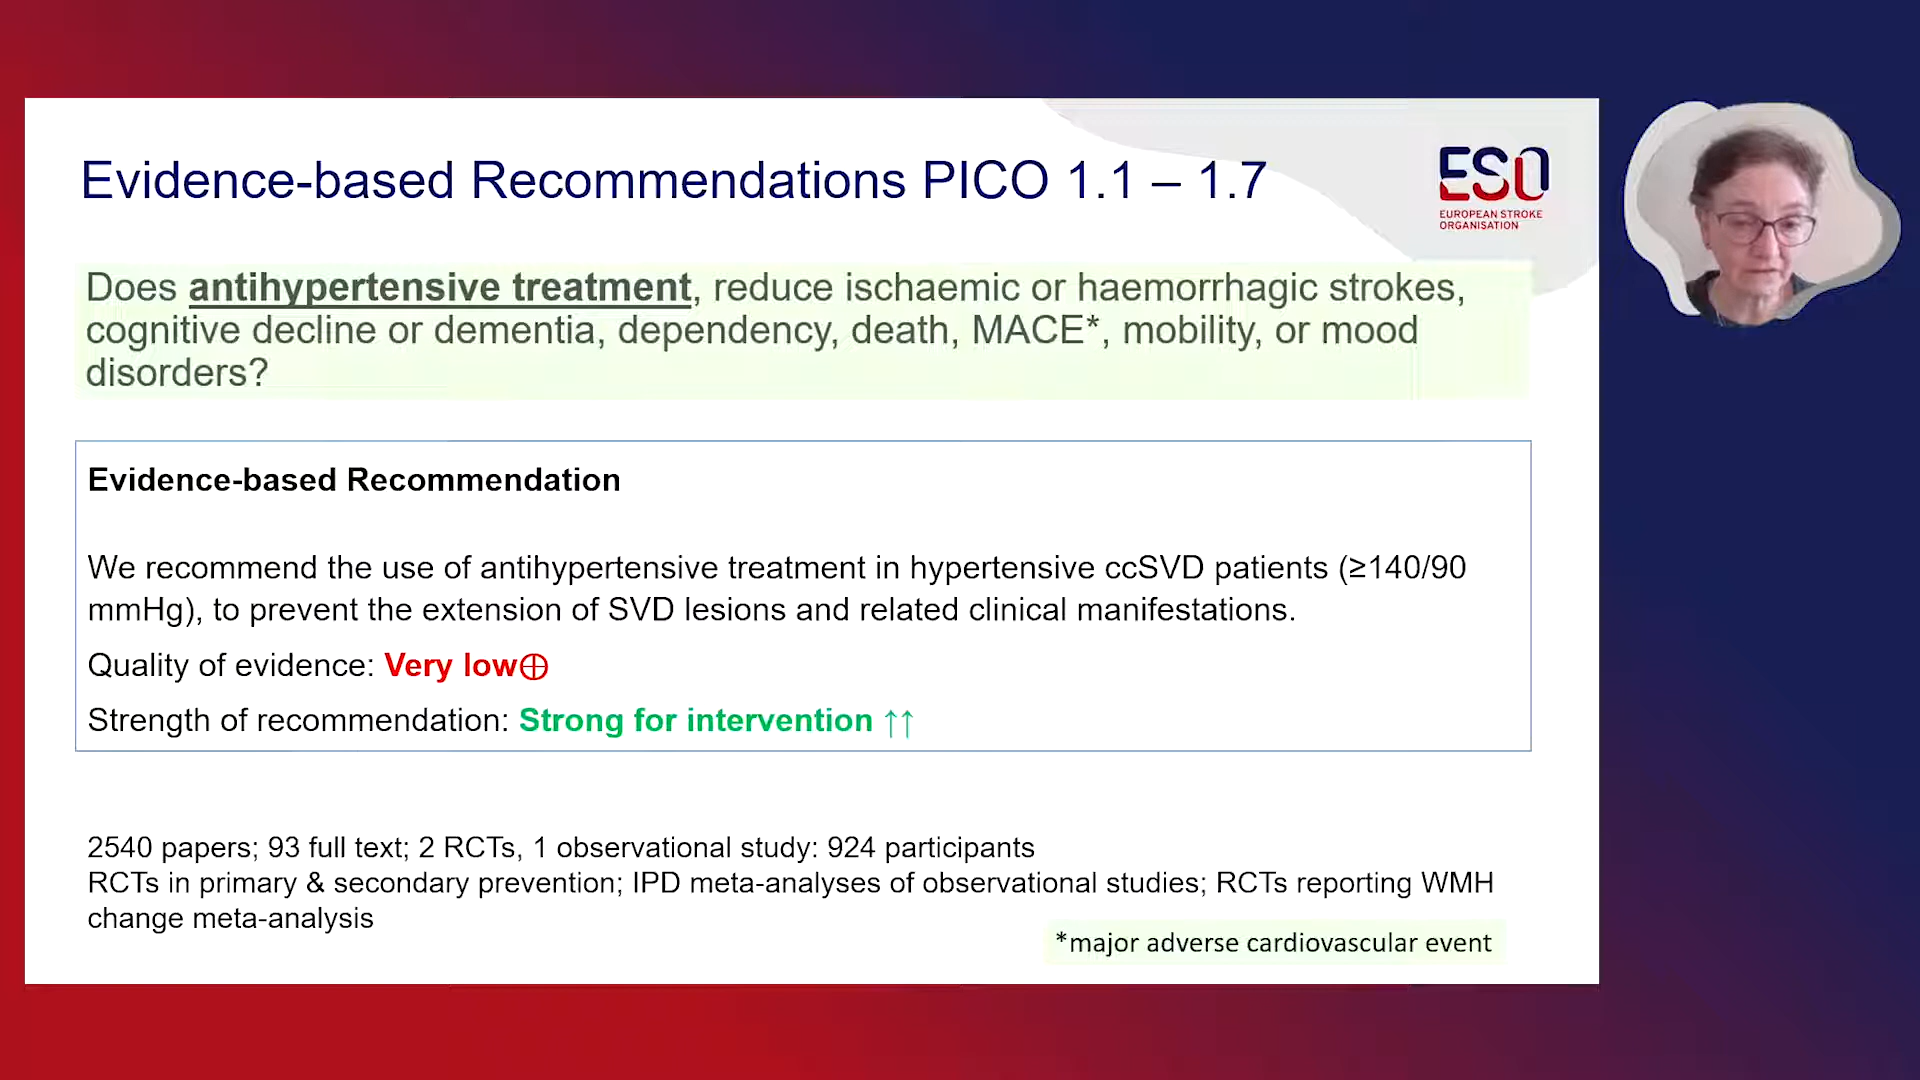 Evidence-based Recommendations PICO 1.1 – 1.7
ESO
EUROPEAN STROKE
ORGANISATION
Does antihypertensive treatment, reduce ischaemic or haemorrhagic strokes,
cognitive decline or dementia, dependency, death, MACE*, mobility, or mood
disorders?
Evidence-based Recommendation
We recommend the use of antihypertensive treatment in hypertensive ccSVD patients (≥140/90
mmHg), to prevent the extension of SVD lesions and related clinical manifestations.
Quality of evidence: Very low⊕
Strength of recommendation: Strong for intervention ↑↑
2540 papers; 93 full text; 2 RCTs, 1 observational study: 924 participants
RCTs in primary & secondary prevention; IPD meta-analyses of observational studies; RCTs reporting WMH
change meta-analysis
*major adverse cardiovascular event